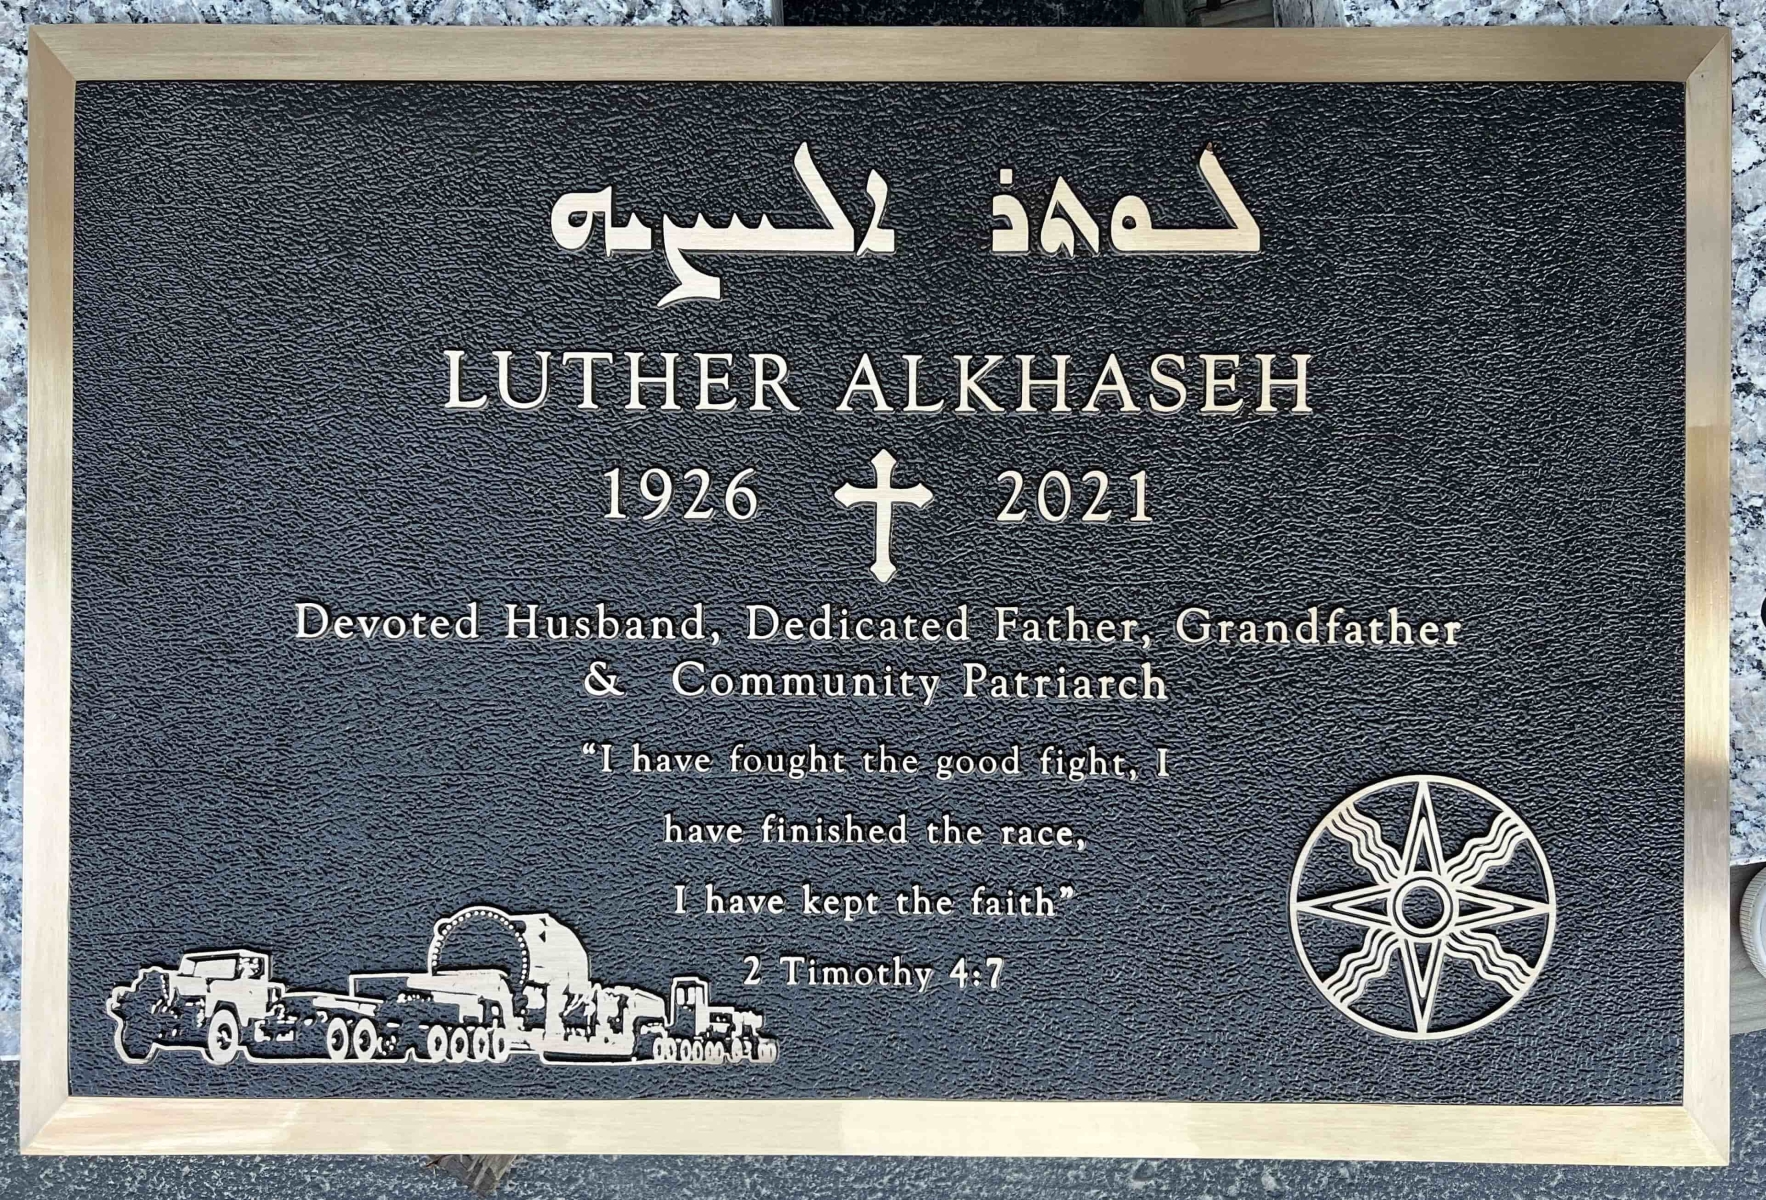 ܠܘܬܪ ܐܠܚܨܝܗ
LUTHER ALKHASEH
1926 2021
Devoted Husband, Dedicated Father, Grandfather
& Community Patriarch
“I have fought the good fight, I
have finished the race,
I have kept the faith”
2 Timothy 4:7